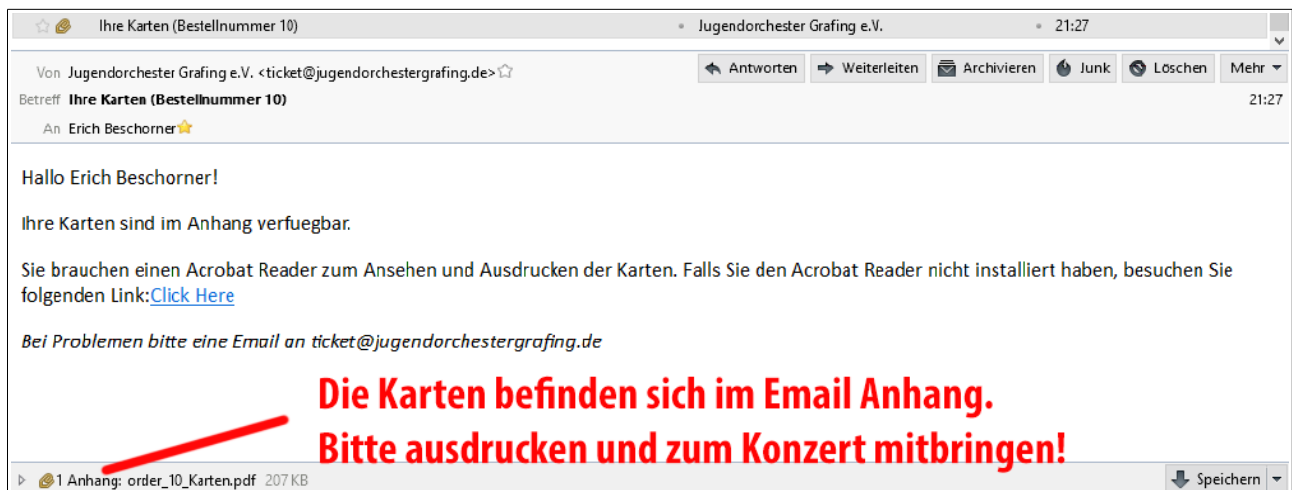 Ihre Karten (Bestellnummer 10) Jugendorchester Grafing e.V. 21:27
Von Jugendorchester Grafing e.V. <ticket@jugendorchestergrafing.de> Antworten Weiterleiten Archivieren Junk Löschen Mehr
Betreff Ihre Karten (Bestellnummer 10) 21:27
An Erich Beschorner
Hallo Erich Beschorner!
Ihre Karten sind im Anhang verfuegbar.
Sie brauchen einen Acrobat Reader zum Ansehen und Ausdrucken der Karten. Falls Sie den Acrobat Reader nicht installiert haben, besuchen Sie
folgenden Link:Click Here
Bei Problemen bitte eine Email an ticket@jugendorchestergrafing.de
Die Karten befinden sich im Email Anhang.
Bitte ausdrucken und zum Konzert mitbringen!
1 Anhang: order_10_Karten.pdf 207 KB Speichern